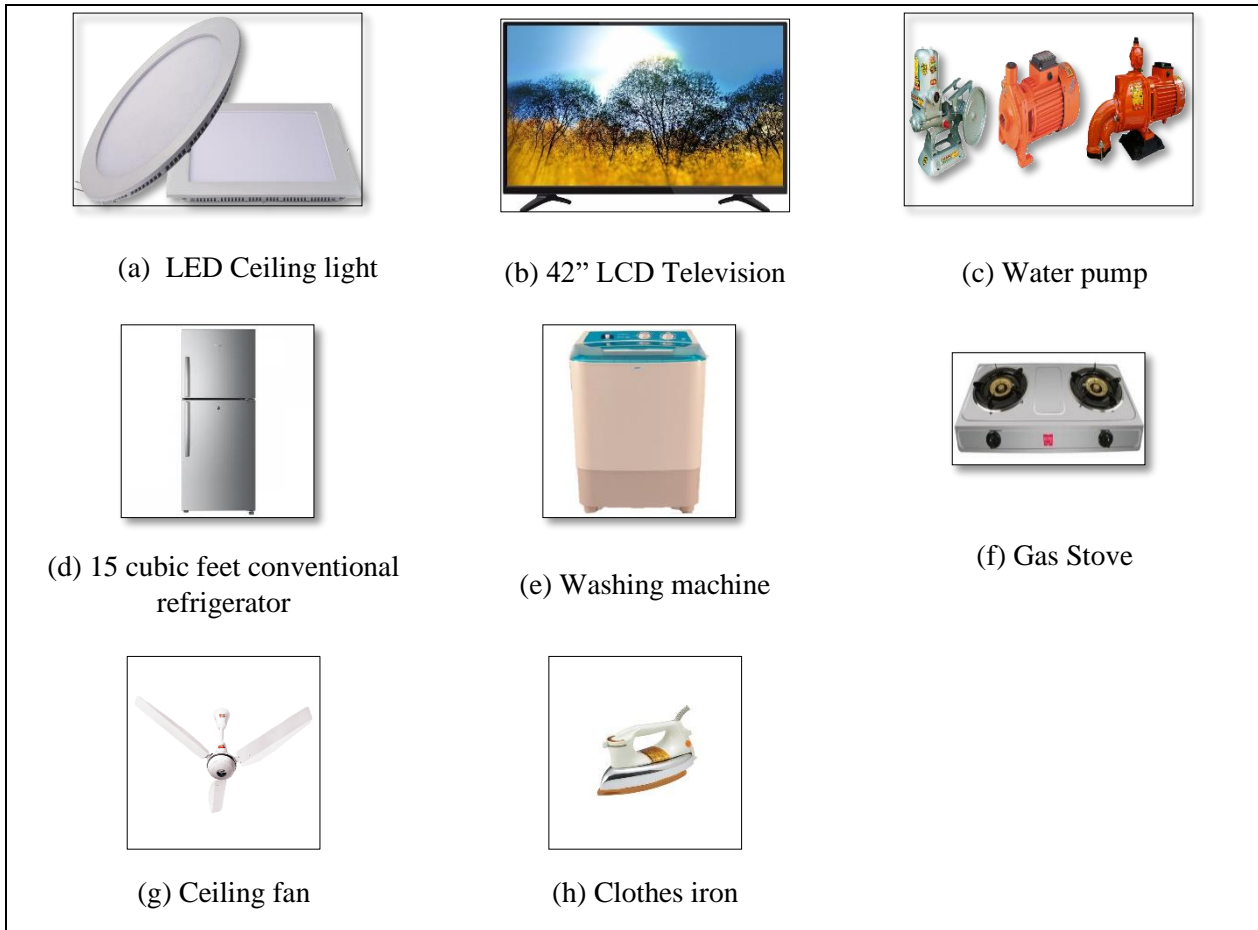 (a) LED Ceiling light
(b) 42” LCD Television
(c) Water pump
(d) 15 cubic feet conventional
refrigerator
(e) Washing machine
(f) Gas Stove
(g) Ceiling fan
(h) Clothes iron